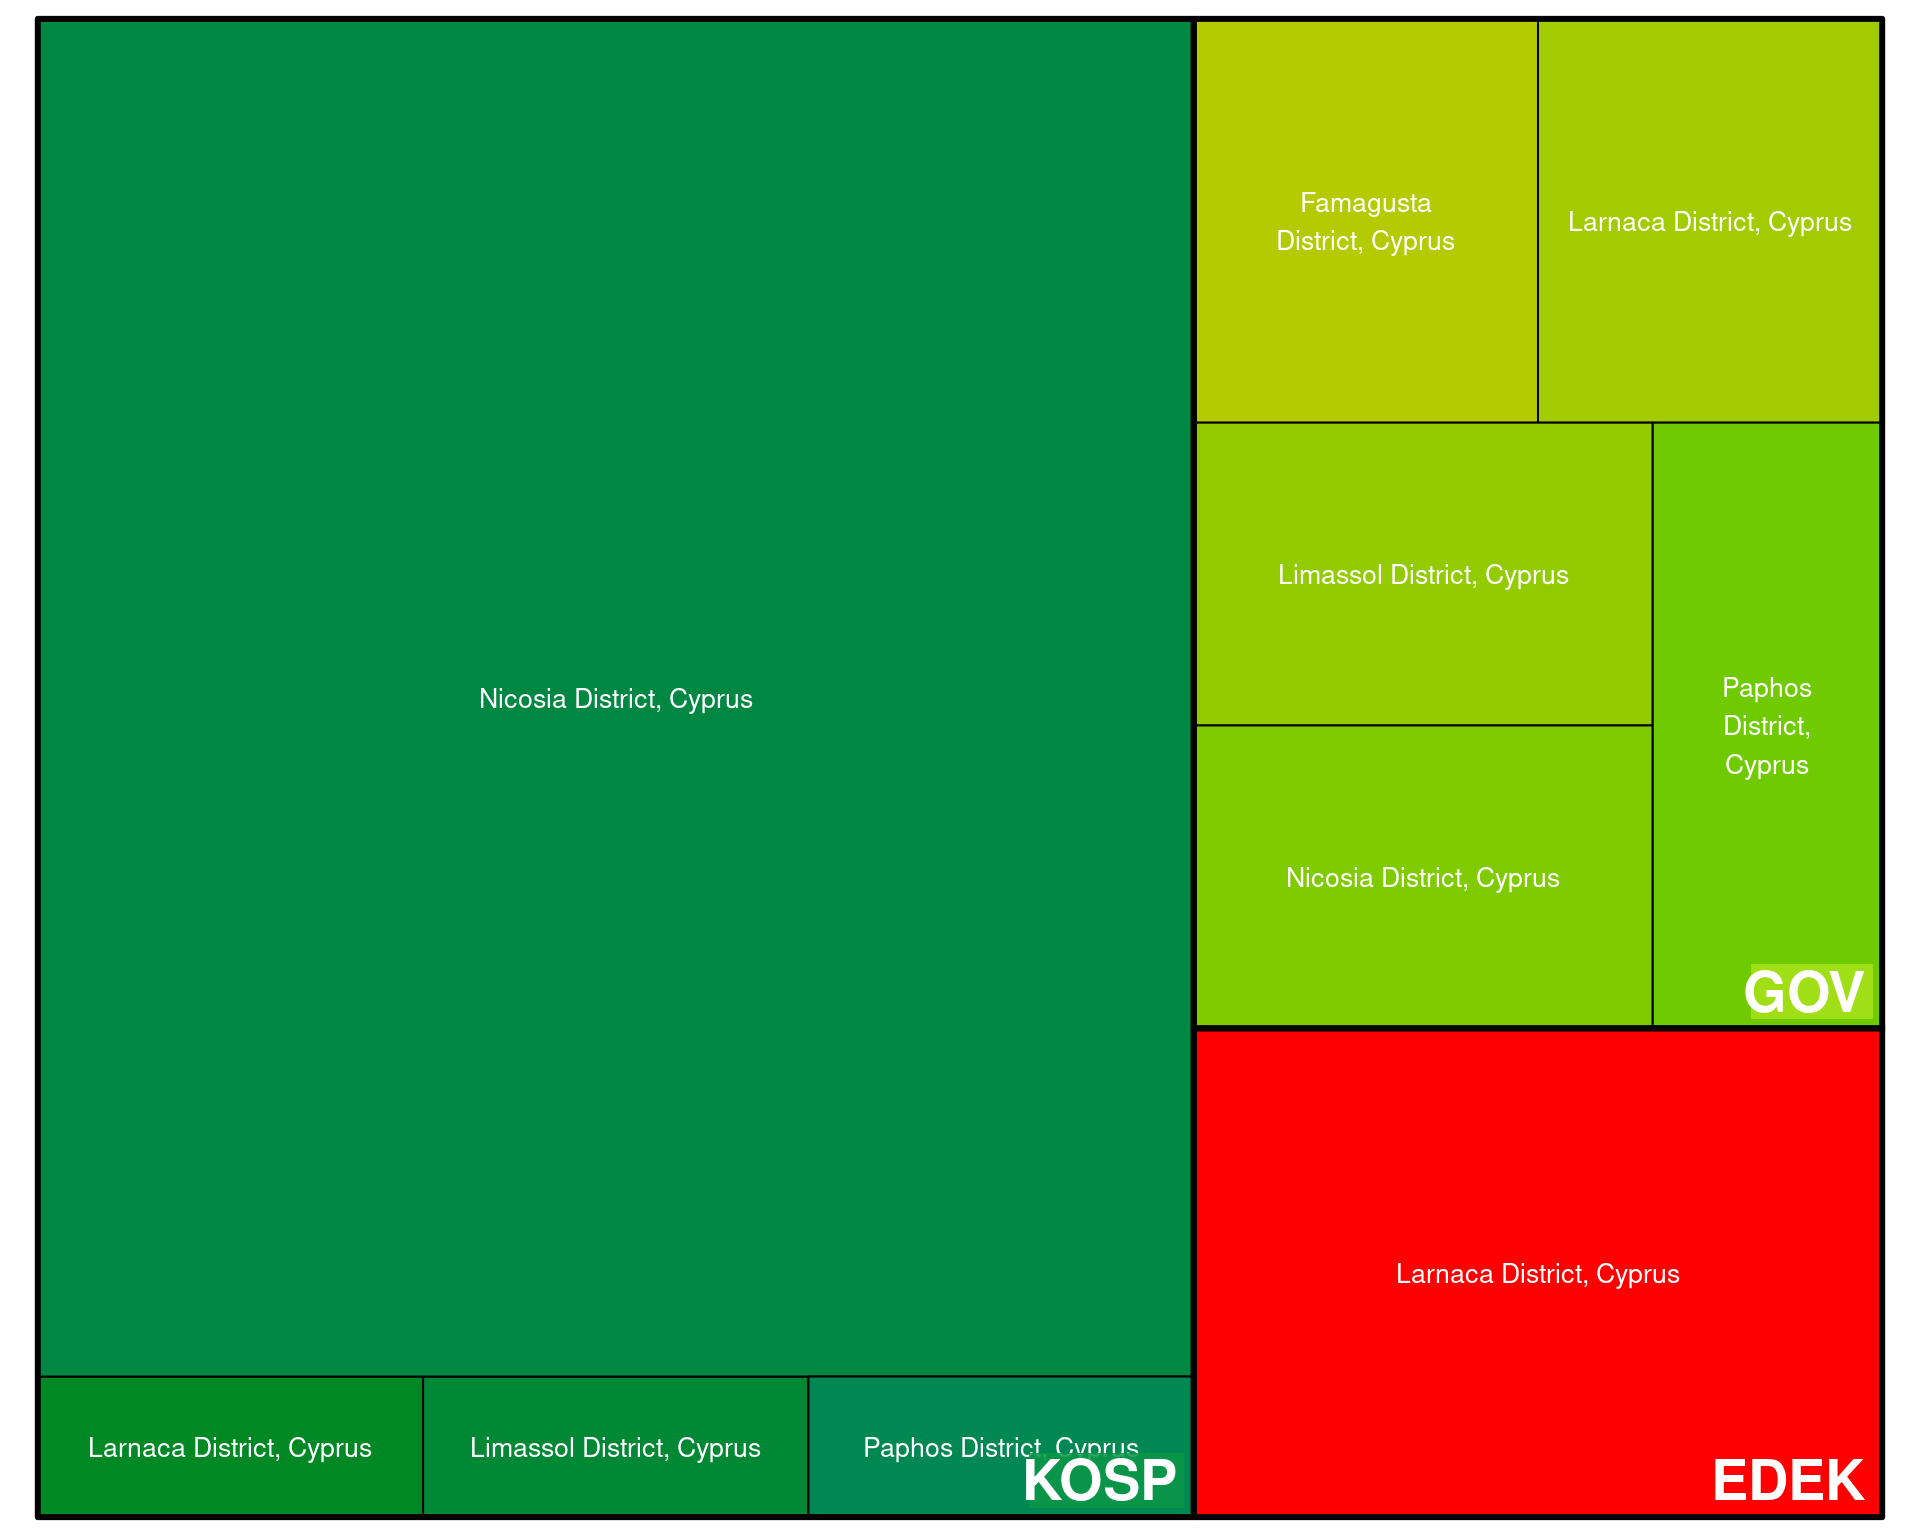 Nicosia District, Cyprus
Larnaca District, Cyprus
Limassol District, Cyprus
Paphos District, Cyprus
KOSP
Famagusta
District, Cyprus
Larnaca District, Cyprus
Limassol District, Cyprus
Nicosia District, Cyprus
Paphos
District,
Cyprus
GOV
Larnaca District, Cyprus
EDEK